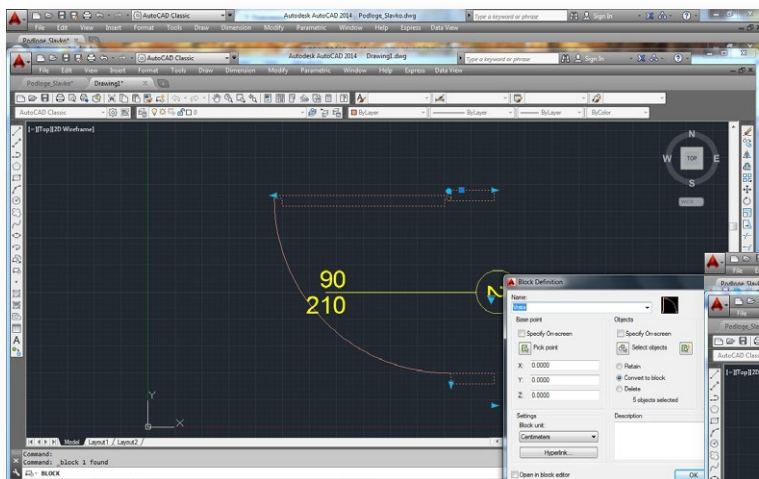 AutoCAD Classic
Autodesk AutoCAD 2014 Podloge_Slavko.dwg
Type a keyword or phrase
Sign In
File Edit View Insert Format Tools Draw Dimension Modify Parametric Window Help Express Data View
Podloge_Slavko*
AutoCAD Classic
Autodesk AutoCAD 2014 Drawing1.dwg
Type a keyword or phrase
Sign In
File Edit View Insert Format Tools Draw Dimension Modify Parametric Window Help Express Data View
Podloge_Slavko* Drawing1*
AutoCAD Classic
0
ByLayer
ByLayer
ByLayer
ByColor
[–][Top][2D Wireframe]
N
W TOP E
S
WCS
90
210
2
Y
X
Block Definition
Name:
Base point
Specify On-screen
Pick point
X: 0.0000
Y: 0.0000
Z: 0.0000
Objects
Specify On-screen
Select objects
Retain
Convert to block
Delete
5 objects selected
Settings
Block unit:
Centimeters
Hyperlink...
Description
Open in block editor
OK
Podloge_Slavko
AutoCAD Class
[–][Top][2D
Model Layout1 Layout2
Command:
Command: _block 1 found
BLOCK